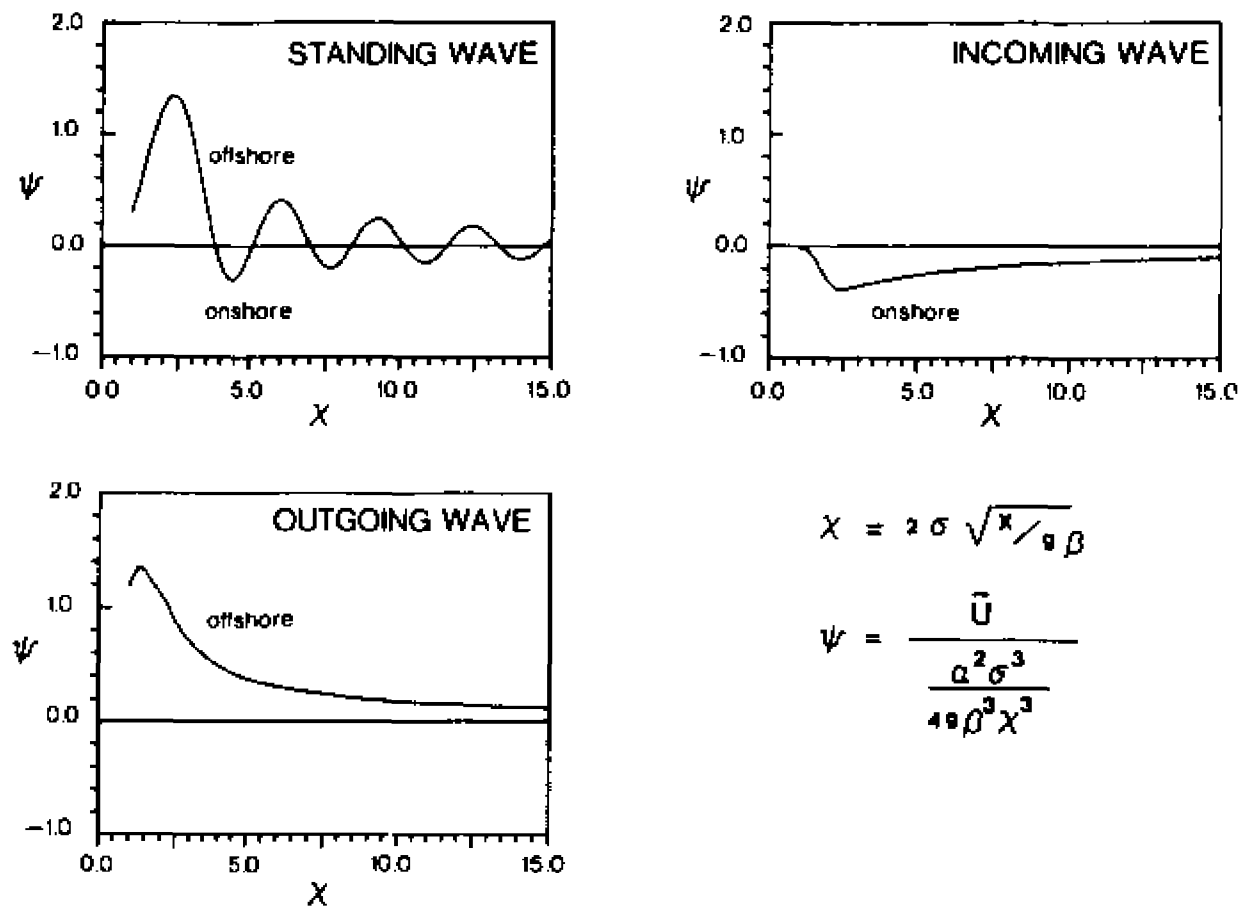 2.0
STANDING WAVE
1.0
offshore
ψ
0.0
onshore
−1.0
0.0 5.0 10.0 15.0
χ
2.0
INCOMING WAVE
1.0
ψ
0.0
onshore
−1.0
0.0 5.0 10.0 15.0
χ
2.0
OUTGOING WAVE
1.0
offshore
ψ
0.0
−1.0
0.0 5.0 10.0 15.0
χ
χ = 2 σ √x/gβ
ψ = Ū / (a²σ³ / 4gβ³χ³)